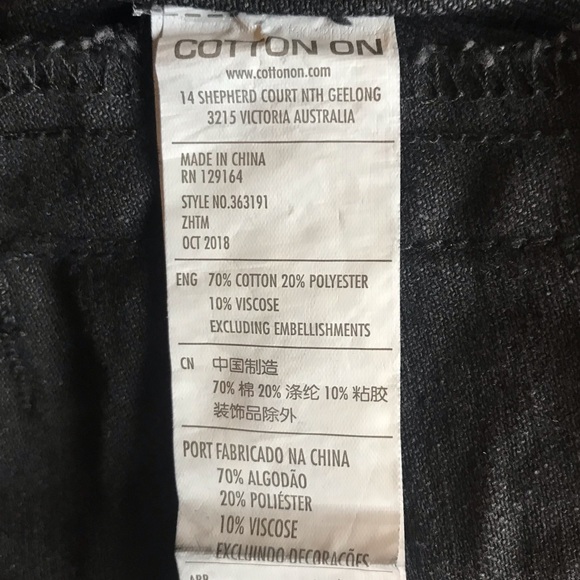 COTTON ON
www.cottonon.com
14 SHEPHERD COURT NTH GEELONG
3215 VICTORIA AUSTRALIA
MADE IN CHINA
RN 129164
STYLE NO.363191
ZHTM
OCT 2018
ENG 70% COTTON 20% POLYESTER
10% VISCOSE
EXCLUDING EMBELLISHMENTS
CN 中国制造
70% 棉 20% 涤纶 10% 粘胶
装饰品除外
PORT FABRICADO NA CHINA
70% ALGODÃO
20% POLIÉSTER
10% VISCOSE
EXCLUINDO DECORAÇÕES